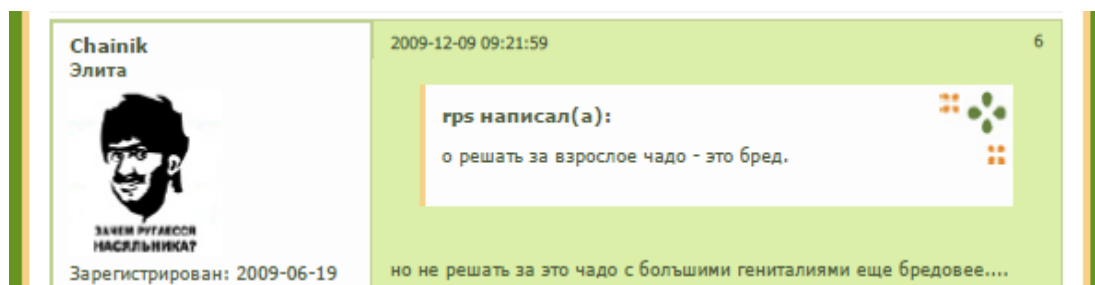 Chainik
Элита
ЗАЧЕМ РУГАЕССЯ
НАСЯЛЬНИКА?
Зарегистрирован: 2009-06-19
2009-12-09 09:21:59
6
rps написал(а):
о решать за взрослое чадо - это бред.
но не решать за это чадо с болъшими гениталиями еще бредовее....